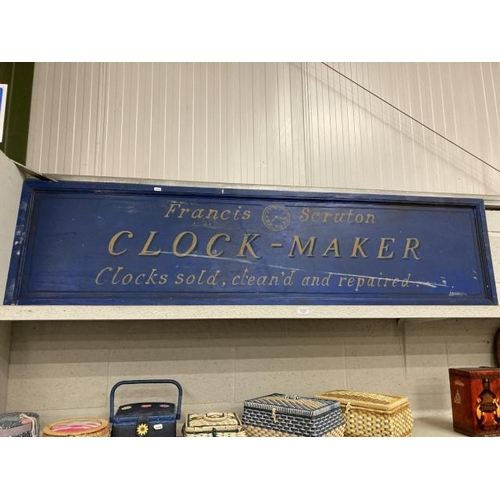 Francis Scruton
CLOCK-MAKER
Clocks sold, clean'd and repaired.